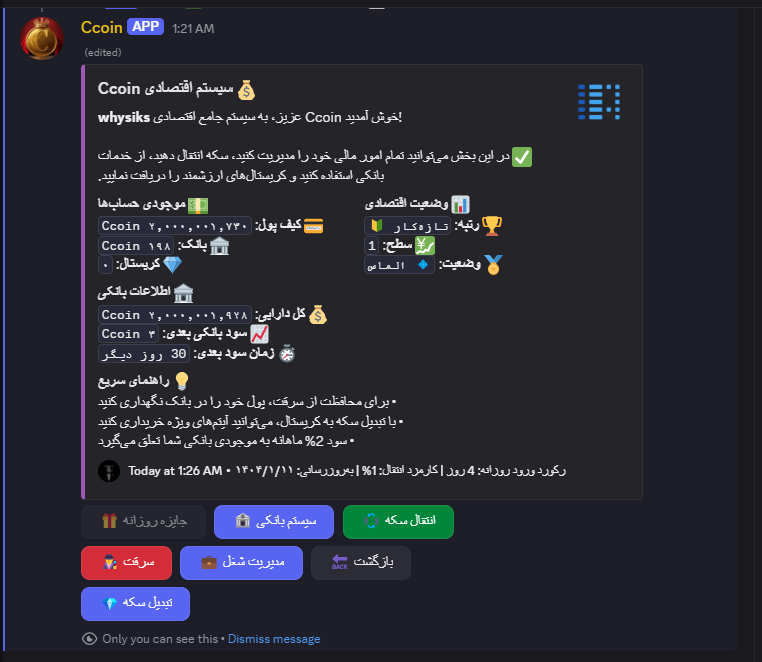 Ccoin APP 1:21 AM
(edited)
💰 سیستم اقتصادی Ccoin
!خوش آمدید Ccoin عزیز، به سیستم جامع اقتصادی whysiks
✅ در این بخش می‌توانید تمام امور مالی خود را مدیریت کنید، سکه انتقال دهید، از خدمات
بانکی استفاده کنید و کریستال‌های ارزشمند را دریافت نمایید.
📊 وضعیت اقتصادی
🏆 رتبه: تازه‌کار 🔰
💹 سطح: 1
🏅 وضعیت: 🔹 الماس
💵 موجودی حساب‌ها
💳 کیف پول: ۲,۰۰۰,۰۰۱,۷۳۰ Ccoin
🏦 بانک: ۱۹۸ Ccoin
💎 کریستال: ۰
🏦 اطلاعات بانکی
💰 کل دارایی: ۲,۰۰۰,۰۰۱,۹۲۸ Ccoin
📈 سود بانکی بعدی: ۳ Ccoin
⏱️ زمان سود بعدی: 30 روز دیگر
💡 راهنمای سریع
• برای محافظت از سرقت، پول خود را در بانک نگهداری کنید
• با تبدیل سکه به کریستال، می‌توانید آیتم‌های ویژه خریداری کنید
• سود 2% ماهانه به موجودی بانکی شما تعلق می‌گیرد
رکورد ورود روزانه: 4 روز | کارمزد انتقال: 1% | به‌روزرسانی: ۱۴۰۴/۱/۱۱ • Today at 1:26 AM
جایزه روزانه 🎁
سیستم بانکی 🏦
انتقال سکه
سرقت
مدیریت شغل 💼
بازگشت 🔙
تبدیل سکه 💎
Only you can see this • Dismiss message